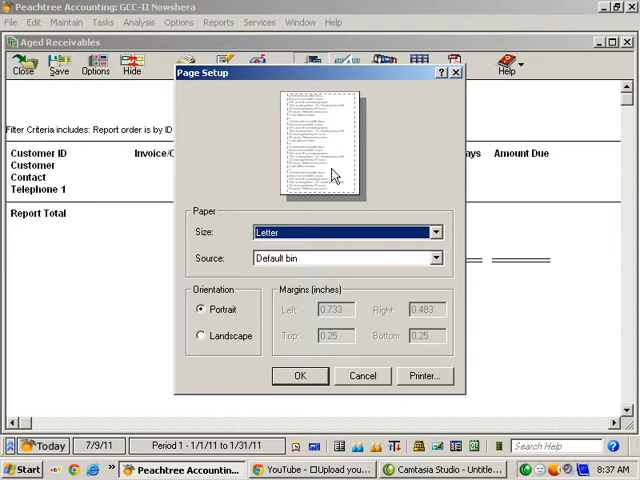 Peachtree Accounting: GCC-II Nowshera
File Edit Maintain Tasks Analysis Options Reports Services Window Help
Aged Receivables
Close Save Options Hide Help
Page Setup
Filter Criteria includes: Report order is by ID
Customer ID Invoice/C ays Amount Due
Customer
Contact
Telephone 1
Report Total
Paper
Size: Letter
Source: Default bin
Orientation
Portrait
Landscape
Margins (inches)
Left: 0.733 Right: 0.483
Top: 0.25 Bottom: 0.25
OK Cancel Printer...
Today 7/9/11 Period 1 - 1/1/11 to 1/31/11 Search Help
Start Peachtree Accounting:... YouTube - Upload you... Camtasia Studio - Untitle... 8:37 AM